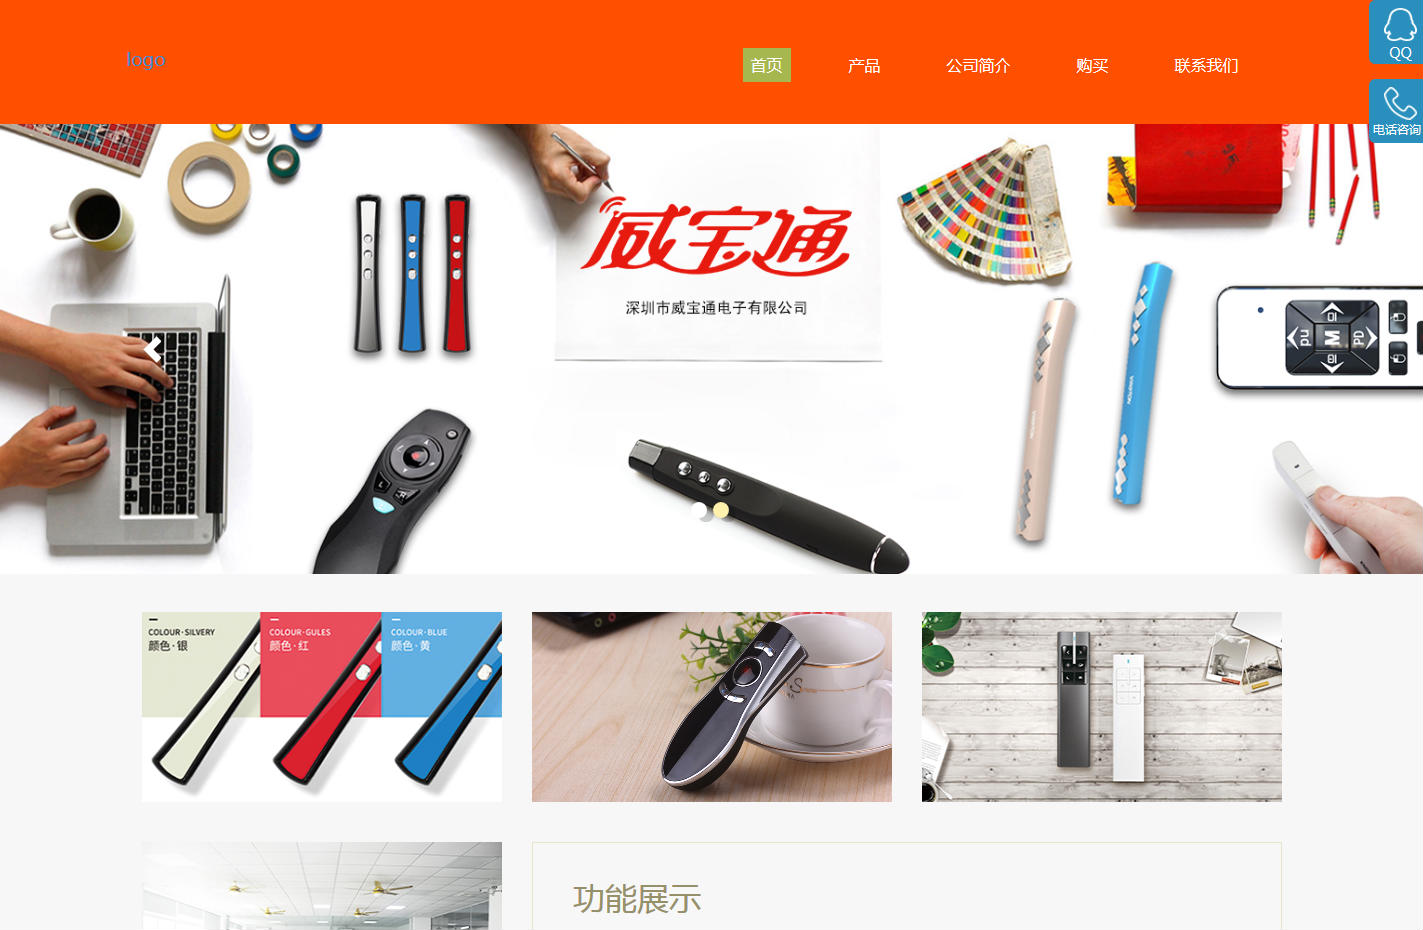 logo
首页
产品
公司简介
购买
联系我们
QQ
电话咨询
威宝通
深圳市威宝通电子有限公司
pu
M
PD
COLOUR·SILVERY
颜色·银
COLOUR·GULES
颜色·红
COLOUR·BLUE
颜色·黄
功能展示